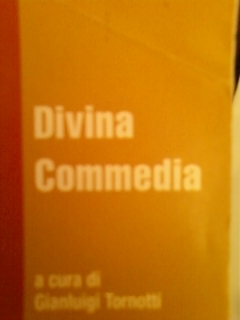 Divina
Commedia
a cura di
Gianluigi Tornotti